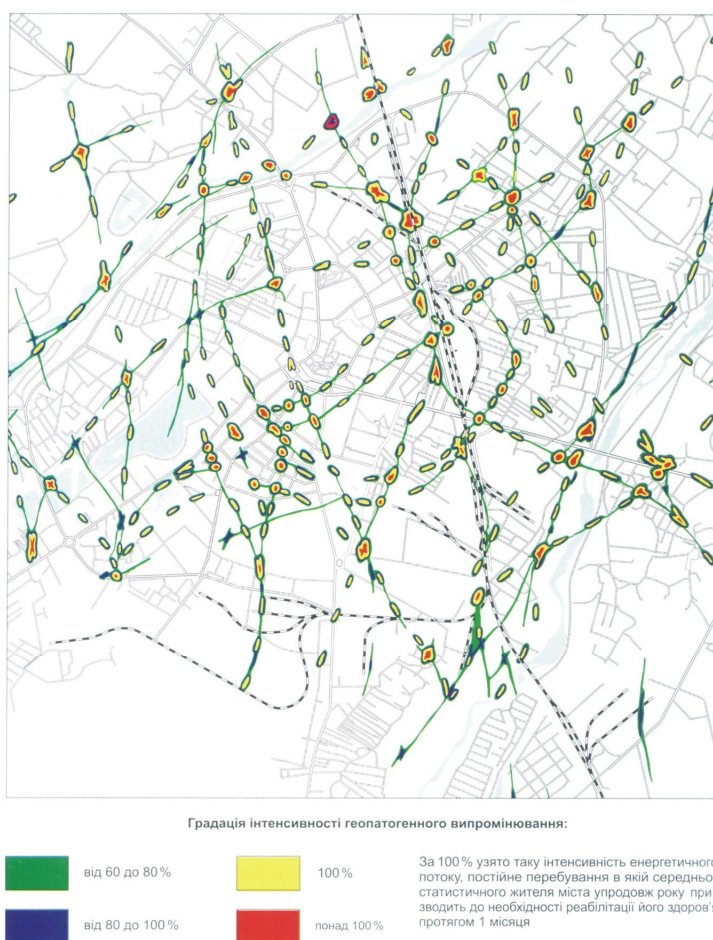 Градація інтенсивності геопатогенного випромінювання:
від 60 до 80 %
100 %
від 80 до 100 %
понад 100 %
За 100 % узято таку інтенсивність енергетичного
потоку, постійне перебування в якій середньо
статистичного жителя міста упродовж року при
зводить до необхідності реабілітації його здоров'я
протягом 1 місяця